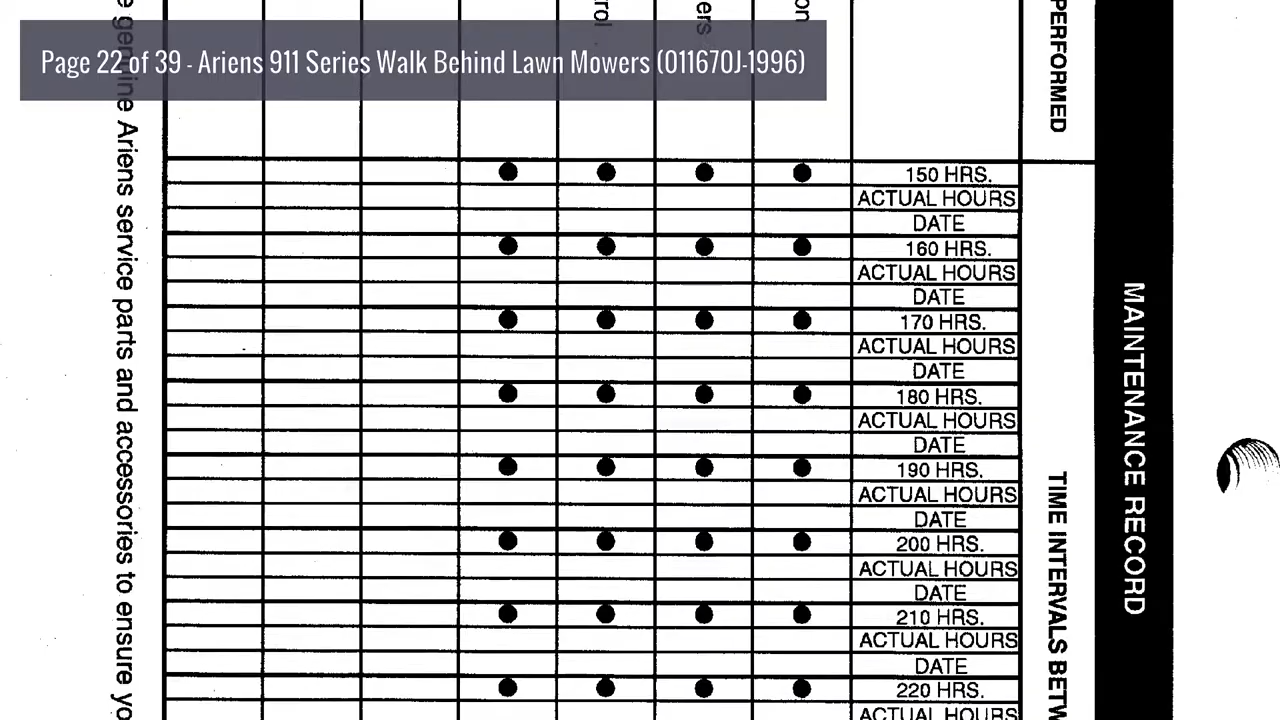 Page 22 of 39 - Ariens 911 Series Walk Behind Lawn Mowers (011670J-1996)
MAINTENANCE RECORD
PERFORMED
TIME INTERVALS
150 HRS.
ACTUAL HOURS
DATE
160 HRS.
ACTUAL HOURS
DATE
170 HRS.
ACTUAL HOURS
DATE
180 HRS.
ACTUAL HOURS
DATE
190 HRS.
ACTUAL HOURS
DATE
200 HRS.
ACTUAL HOURS
DATE
210 HRS.
ACTUAL HOURS
DATE
220 HRS.
ACTUAL HOURS
genuine Ariens service parts and accessories to ensure